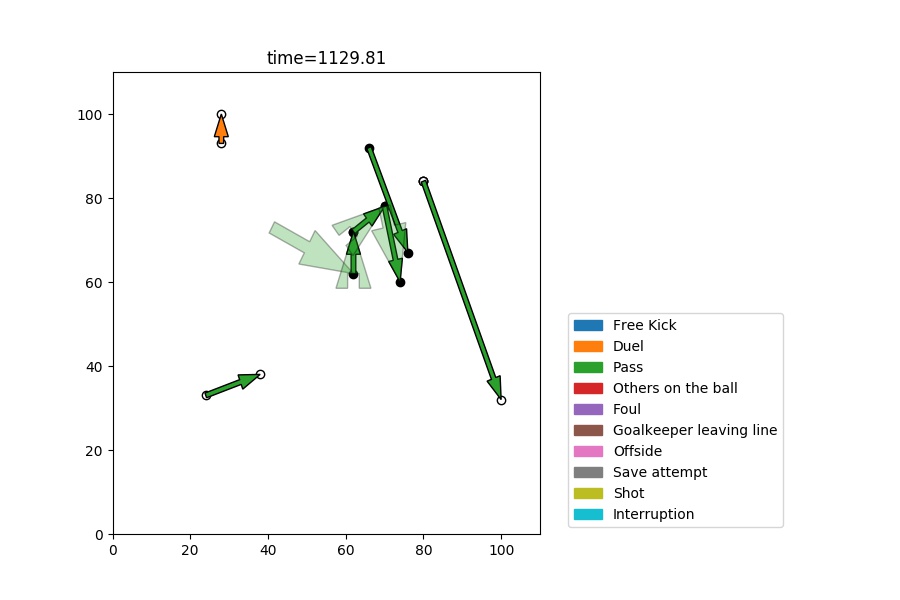 time=1129.81
100
80
60
40
20
0
0
20
40
60
80
100
Free Kick
Duel
Pass
Others on the ball
Foul
Goalkeeper leaving line
Offside
Save attempt
Shot
Interruption